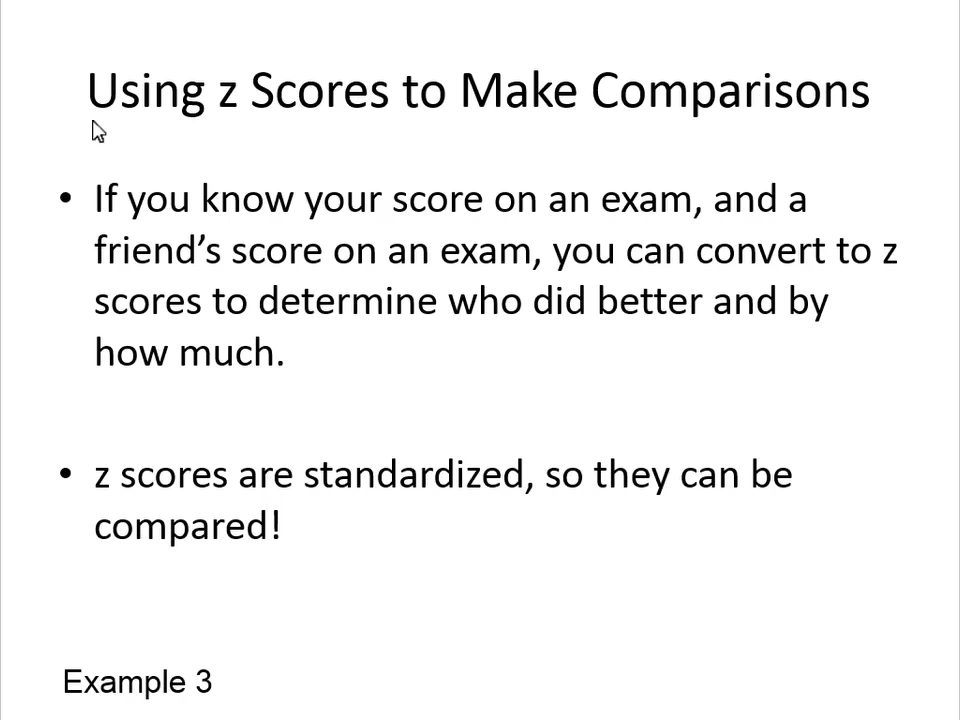 Using z Scores to Make Comparisons
• If you know your score on an exam, and a
friend’s score on an exam, you can convert to z
scores to determine who did better and by
how much.
• z scores are standardized, so they can be
compared!
Example 3